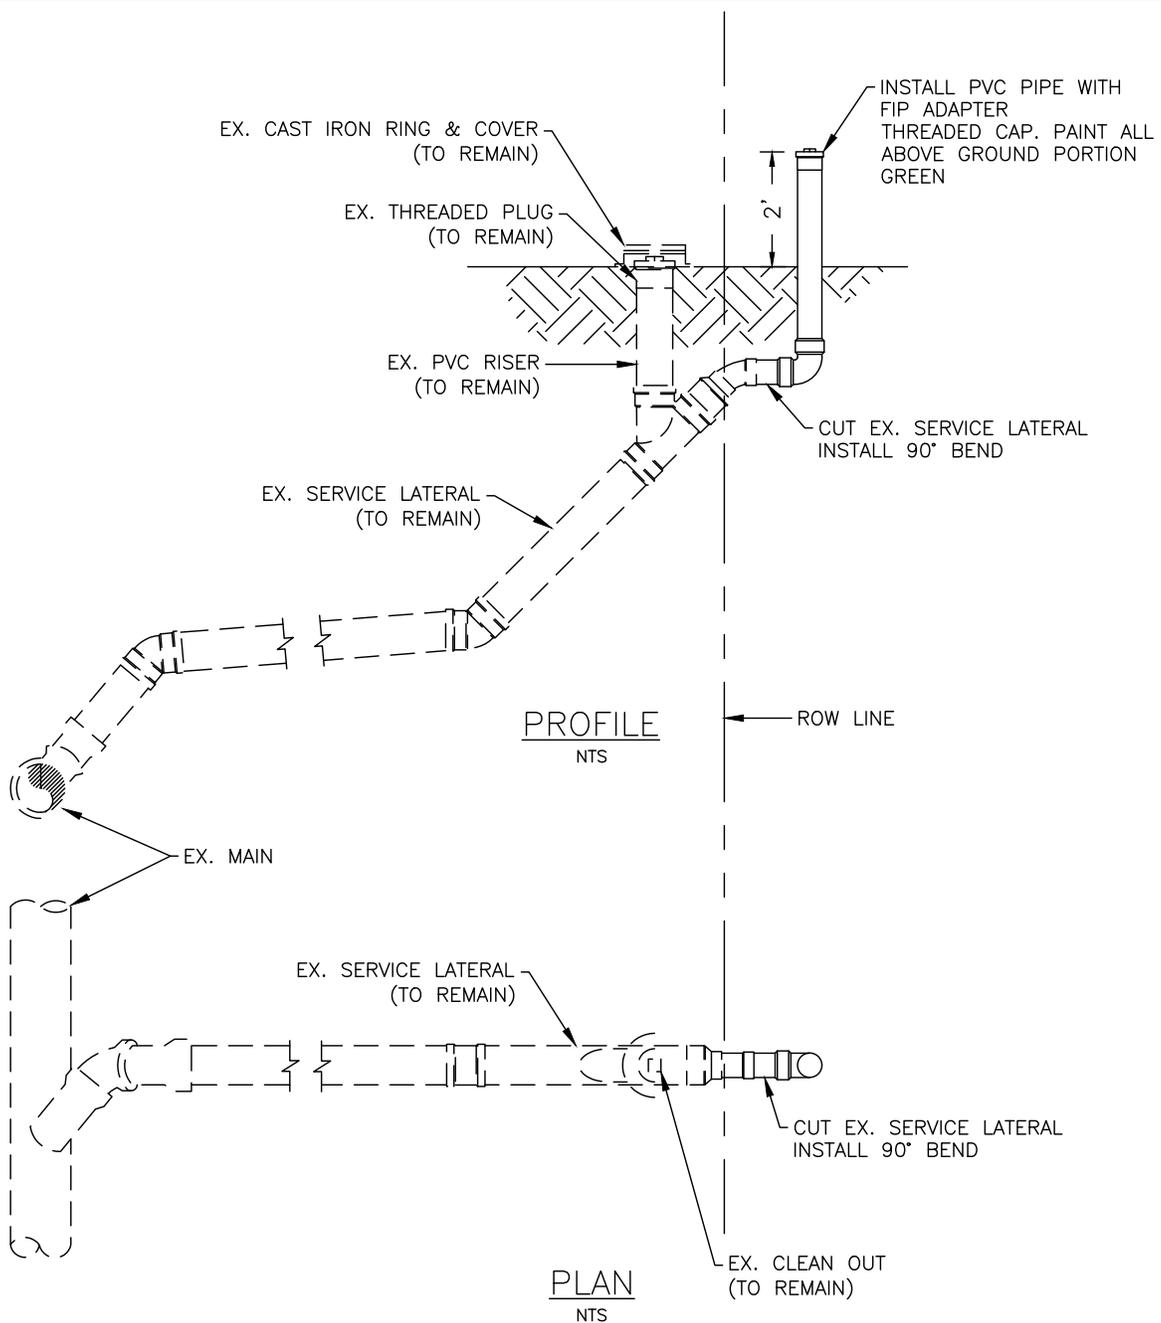 INSTALL PVC PIPE WITH
FIP ADAPTER
THREADED CAP. PAINT ALL
ABOVE GROUND PORTION
GREEN
EX. CAST IRON RING & COVER
(TO REMAIN)
2'
EX. THREADED PLUG
(TO REMAIN)
EX. PVC RISER
(TO REMAIN)
CUT EX. SERVICE LATERAL
INSTALL 90° BEND
EX. SERVICE LATERAL
(TO REMAIN)
PROFILE
NTS
ROW LINE
EX. MAIN
EX. SERVICE LATERAL
(TO REMAIN)
CUT EX. SERVICE LATERAL
INSTALL 90° BEND
EX. CLEAN OUT
(TO REMAIN)
PLAN
NTS